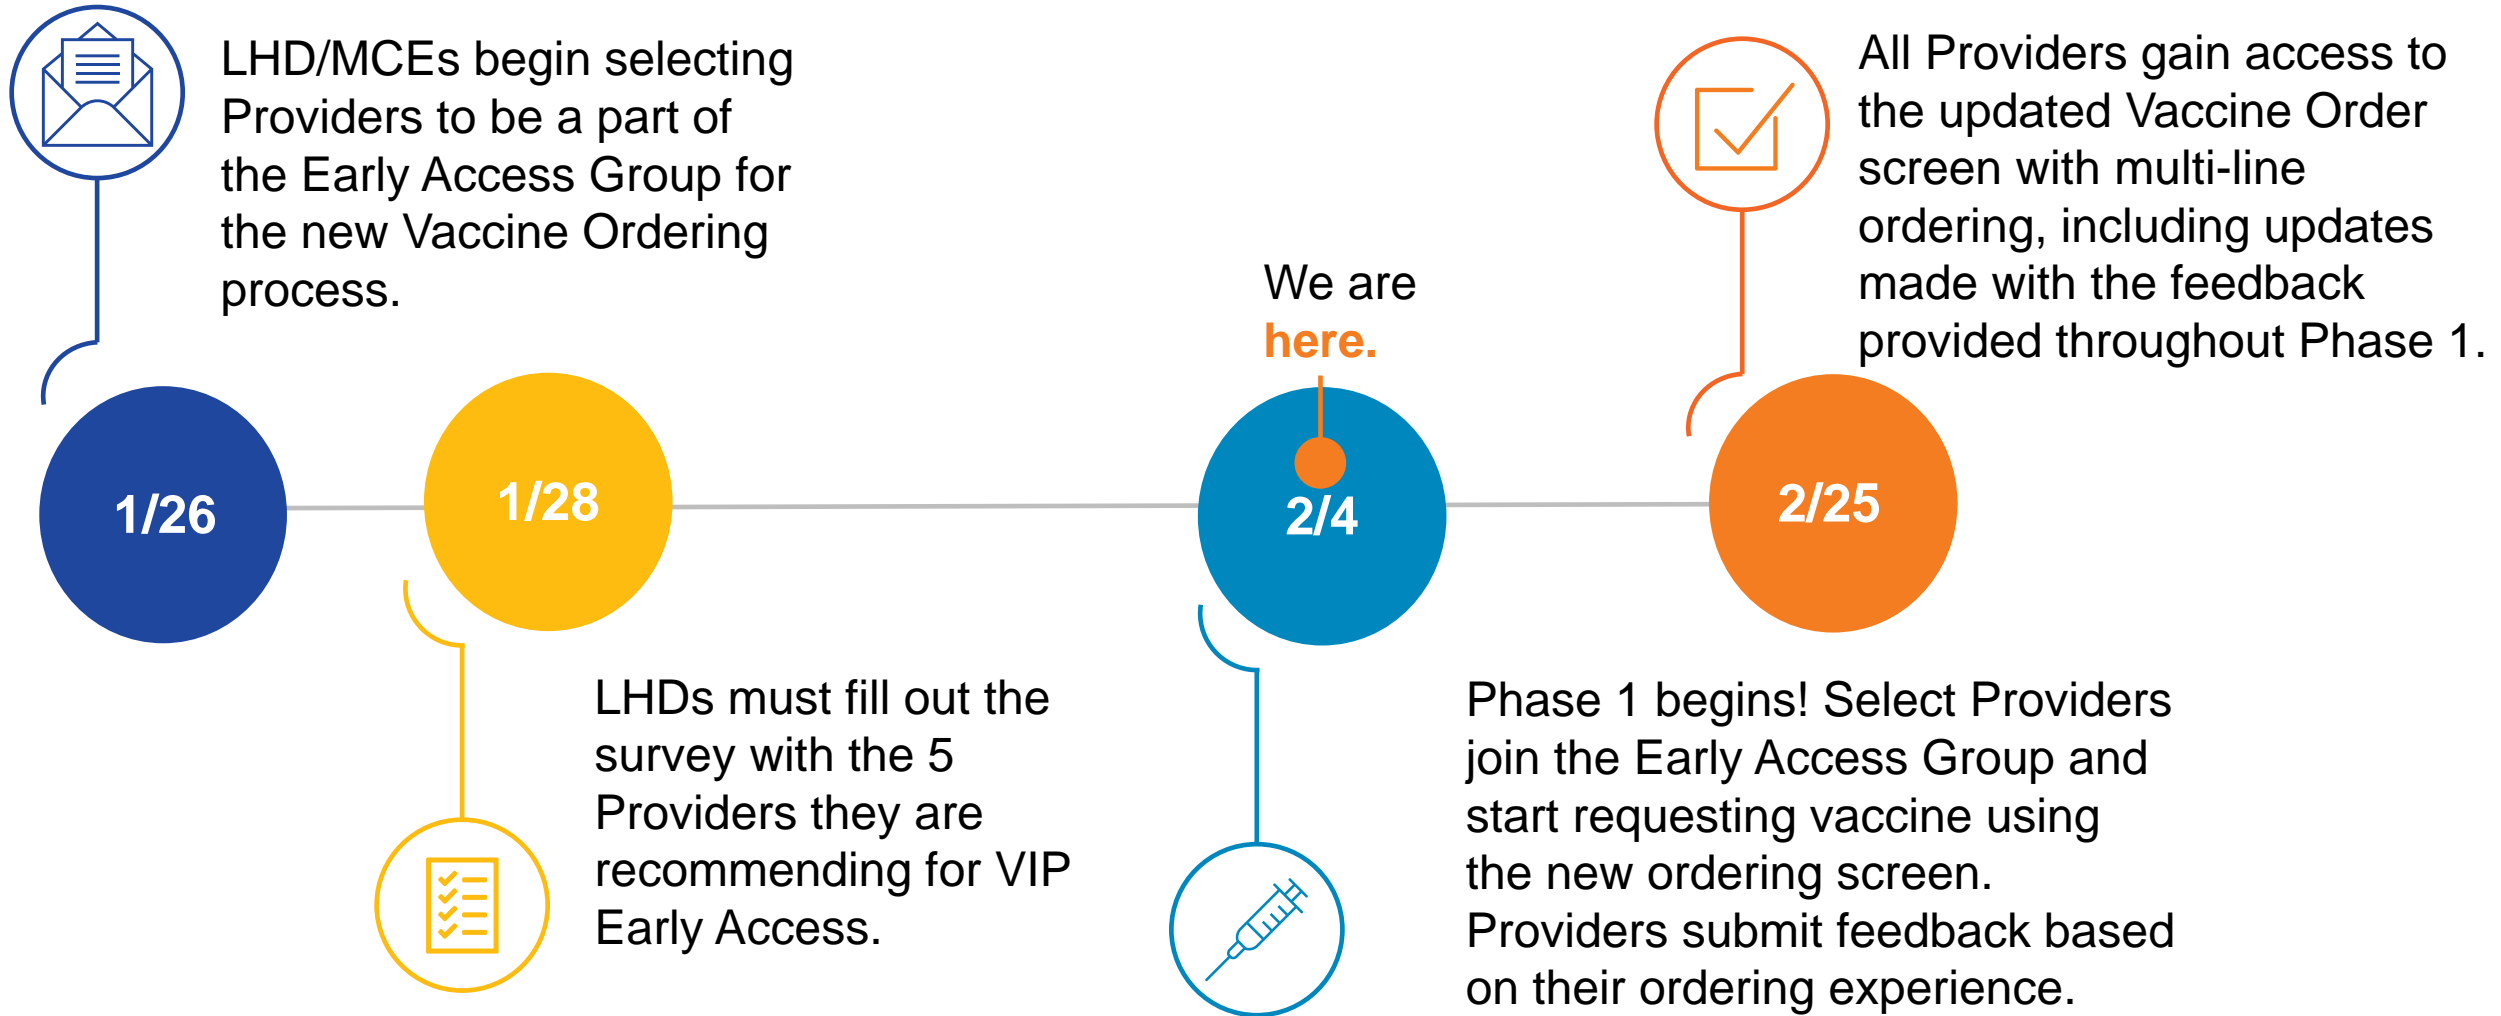 LHD/MCEs begin selecting
Providers to be a part of
the Early Access Group for
the new Vaccine Ordering
process.
We are
here.
All Providers gain access to
the updated Vaccine Order
screen with multi-line
ordering, including updates
made with the feedback
provided throughout Phase 1.
1/26
1/28
2/4
2/25
LHDs must fill out the
survey with the 5
Providers they are
recommending for VIP
Early Access.
Phase 1 begins! Select Providers
join the Early Access Group and
start requesting vaccine using
the new ordering screen.
Providers submit feedback based
on their ordering experience.